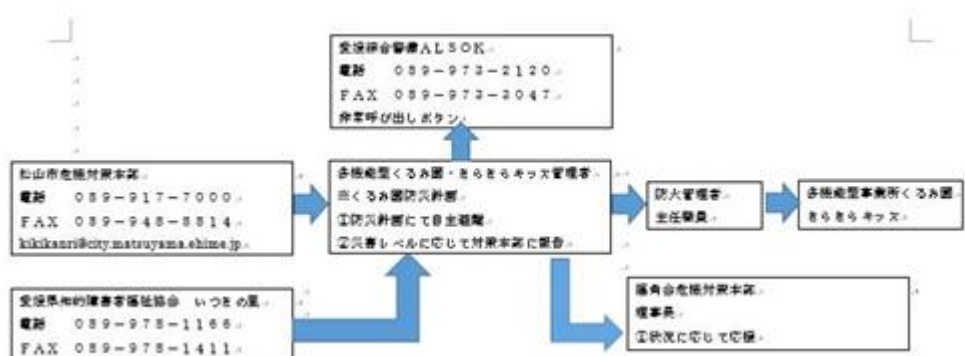 愛媛綜合警備ALSOK
電話 089-973-2120
FAX 089-973-2047
非常呼び出しボタン
松山市危機対策本部
電話 089-917-7000
FAX 089-948-8814
kikikanri@city.matsuyama.ehime.jp
多機能型くるみ園・きらきらキッズ管理者
※くるみ園防災計画
①防災計画にて自主避難
②災害レベルに応じて対策本部に報告
防火管理者
主任職員
多機能型事業所くるみ園
きらきらキッズ
愛媛県知的障害者福祉協会 いつきの里
電話 089-978-1166
FAX 089-978-1411
福角会危機対策本部
理事長
①状況に応じて応援